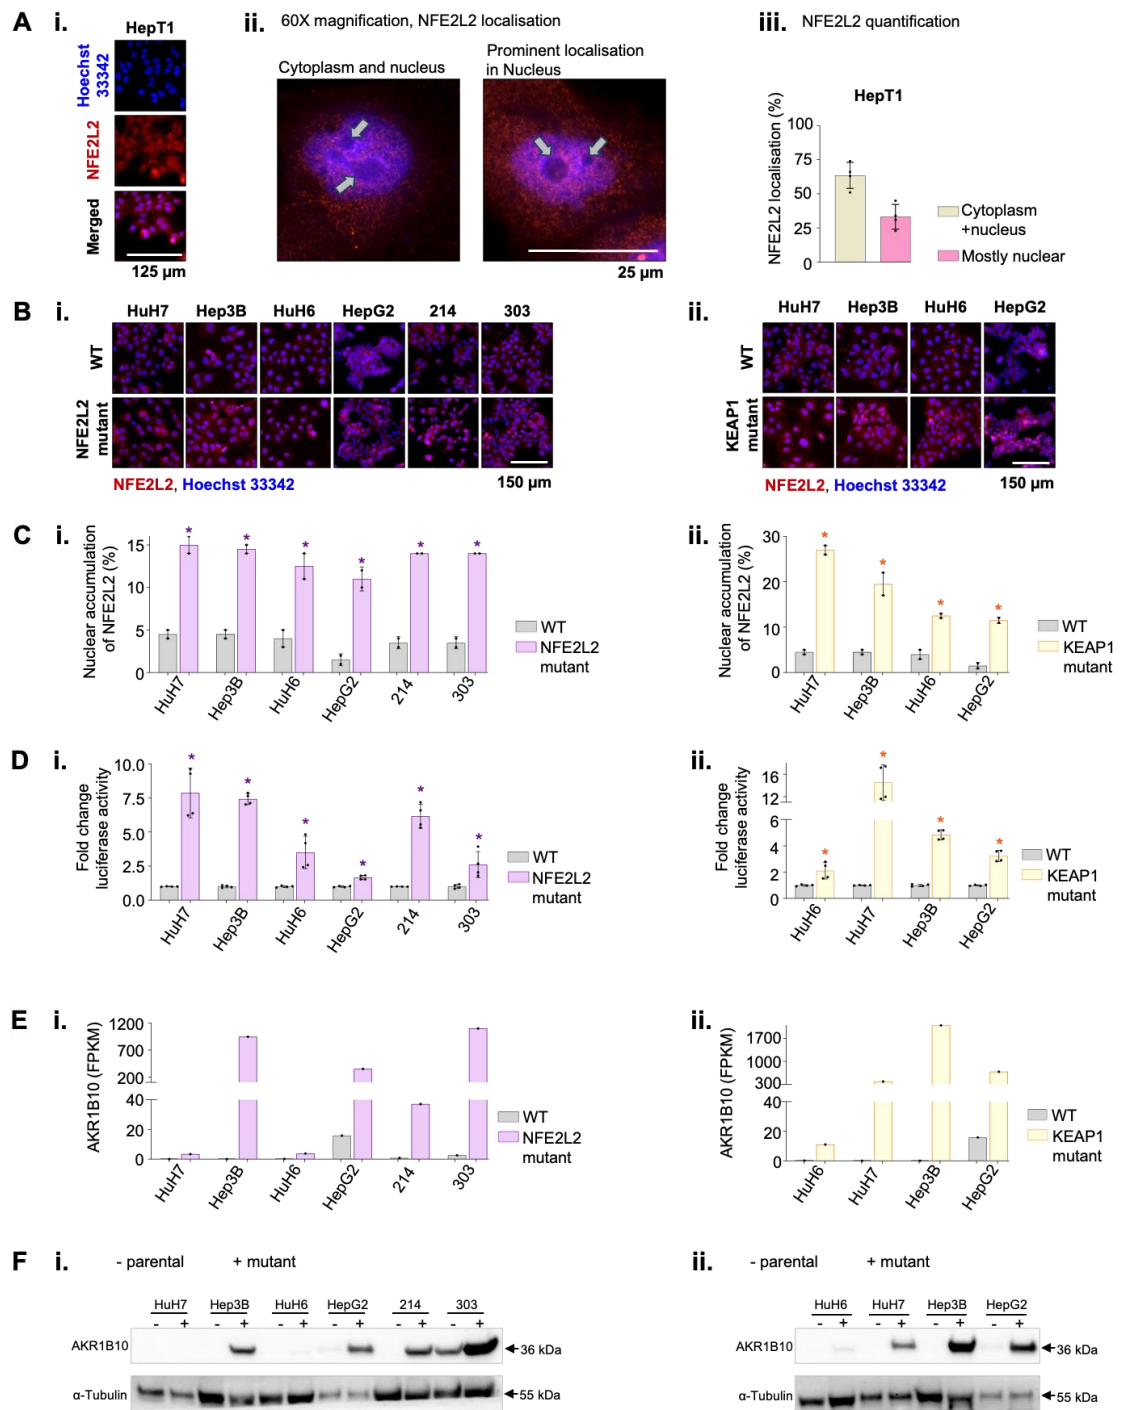 A i. ii. 60X magnification, NFE2L2 localisation iii. NFE2L2 quantification
HepT1
Hoechst
33342
NFE2L2
Merged
125 µm
Cytoplasm and nucleus
Prominent localisation
in Nucleus
25 µm
HepT1
NFE2L2 localisation (%)
100
75
50
25
0
Cytoplasm
+nucleus
Mostly nuclear
B i.
HuH7 Hep3B HuH6 HepG2 214 303
WT
NFE2L2
mutant
NFE2L2, Hoechst 33342 150 µm
ii.
HuH7 Hep3B HuH6 HepG2
WT
KEAP1
mutant
NFE2L2, Hoechst 33342 150 µm
C i.
Nuclear accumulation
of NFE2L2 (%)
15
10
5
0
* * * * * *
HuH7 Hep3B HuH6 HepG2 214 303
WT
NFE2L2
mutant
ii.
Nuclear accumulation
of NFE2L2 (%)
30
20
10
0
* * * *
HuH7 Hep3B HuH6 HepG2
WT
KEAP1
mutant
D i.
Fold change
luciferase activity
10.0
7.5
5.0
2.5
0.0
* * * * * *
HuH7 Hep3B HuH6 HepG2 214 303
WT
NFE2L2
mutant
ii.
Fold change
luciferase activity
16
12
6
4
2
0
* * * *
HuH6 HuH7 Hep3B HepG2
WT
KEAP1
mutant
E i.
AKR1B10 (FPKM)
1200
700
200
40
20
0
HuH7 Hep3B HuH6 HepG2 214 303
WT
NFE2L2
mutant
ii.
AKR1B10 (FPKM)
1700
1000
300
40
20
0
HuH6 HuH7 Hep3B HepG2
WT
KEAP1
mutant
F i. - parental + mutant
HuH7 Hep3B HuH6 HepG2 214 303
- + - + - + - + - + - +
AKR1B10 36 kDa
α-Tubulin 55 kDa
ii. - parental + mutant
HuH6 HuH7 Hep3B HepG2
- + - + - + - +
AKR1B10 36 kDa
α-Tubulin 55 kDa